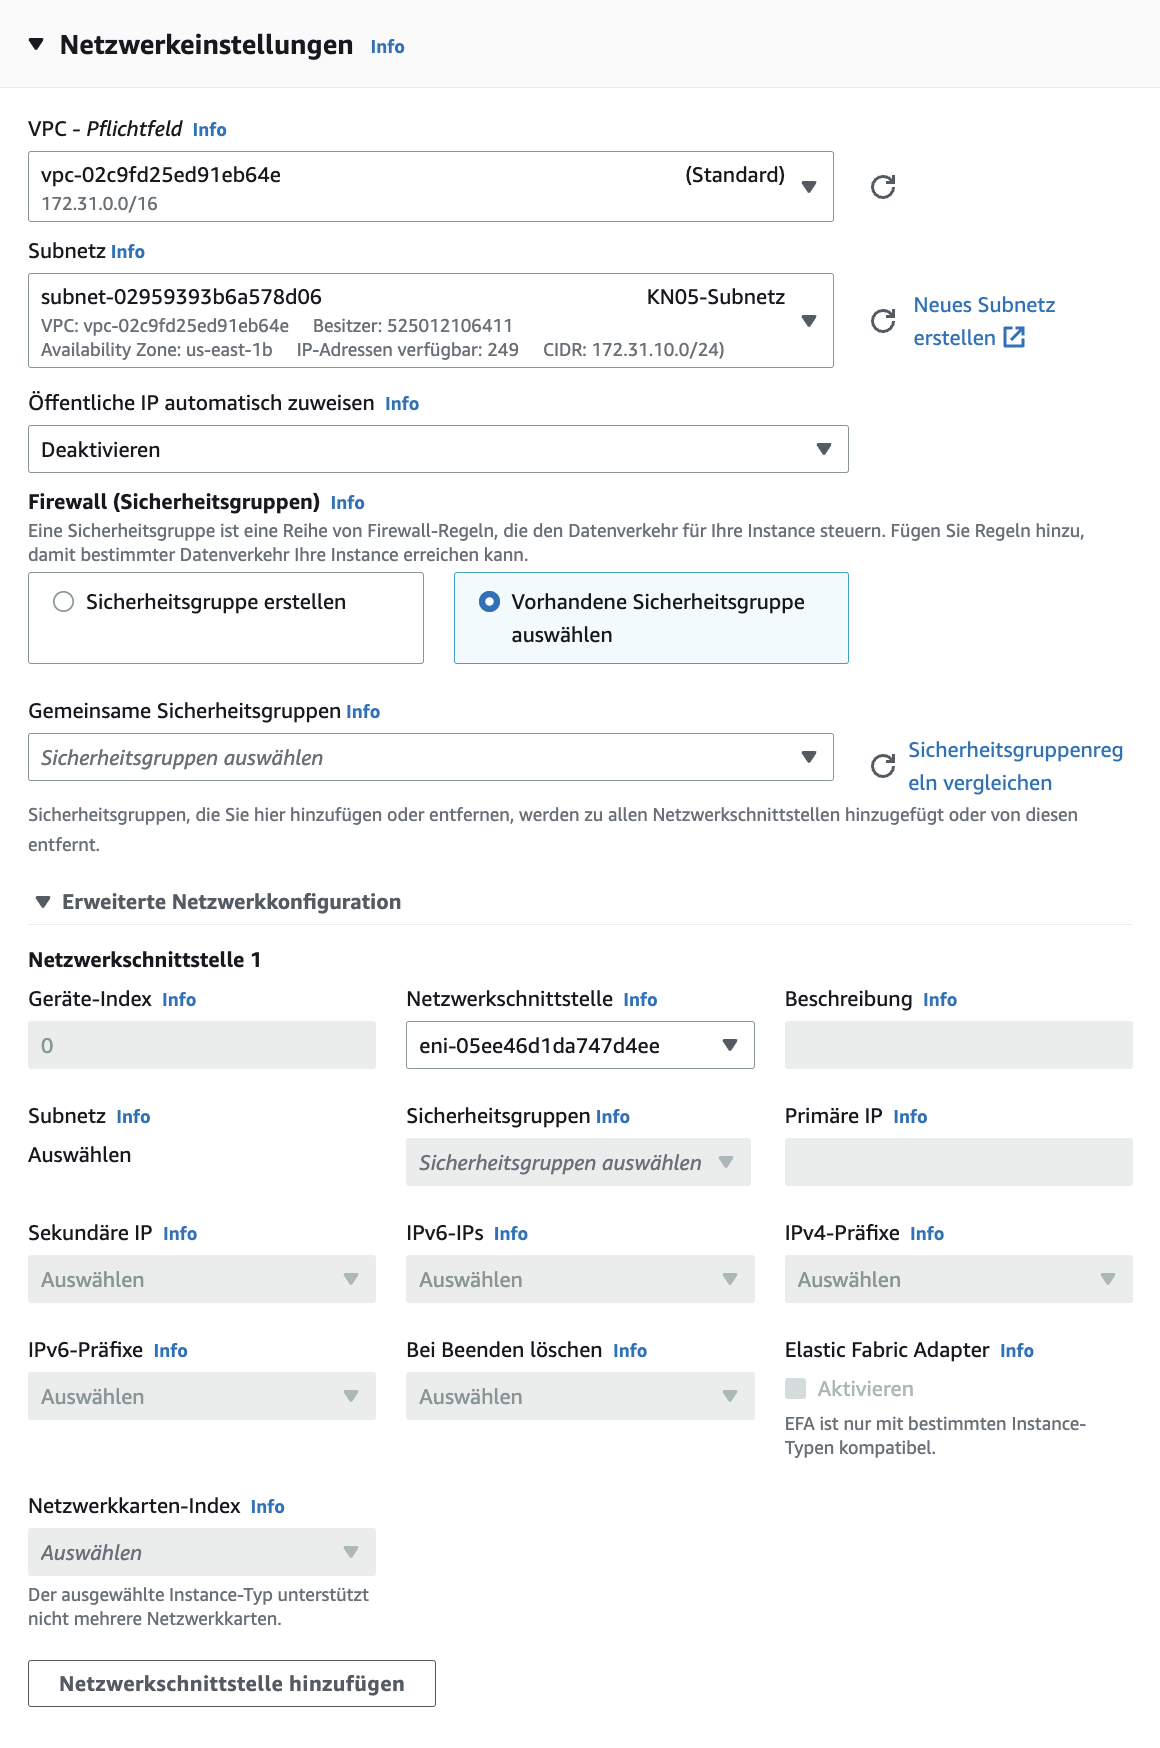 Netzwerkeinstellungen Info
VPC - Pflichtfeld Info
vpc-02c9fd25ed91eb64e (Standard)
172.31.0.0/16
Subnetz Info
subnet-02959393b6a578d06 KN05-Subnetz
VPC: vpc-02c9fd25ed91eb64e Besitzer: 525012106411
Availability Zone: us-east-1b IP-Adressen verfügbar: 249 CIDR: 172.31.10.0/24)
Neues Subnetz
erstellen
Öffentliche IP automatisch zuweisen Info
Deaktivieren
Firewall (Sicherheitsgruppen) Info
Eine Sicherheitsgruppe ist eine Reihe von Firewall-Regeln, die den Datenverkehr für Ihre Instance steuern. Fügen Sie Regeln hinzu,
damit bestimmter Datenverkehr Ihre Instance erreichen kann.
Sicherheitsgruppe erstellen
Vorhandene Sicherheitsgruppe
auswählen
Gemeinsame Sicherheitsgruppen Info
Sicherheitsgruppen auswählen
Sicherheitsgruppenreg
eln vergleichen
Sicherheitsgruppen, die Sie hier hinzufügen oder entfernen, werden zu allen Netzwerkschnittstellen hinzugefügt oder von diesen
entfernt.
Erweiterte Netzwerkkonfiguration
Netzwerkschnittstelle 1
Geräte-Index Info
0
Netzwerkschnittstelle Info
eni-05ee46d1da747d4ee
Beschreibung Info
Subnetz Info
Auswählen
Sicherheitsgruppen Info
Sicherheitsgruppen auswählen
Primäre IP Info
Sekundäre IP Info
Auswählen
IPv6-IPs Info
Auswählen
IPv4-Präfixe Info
Auswählen
IPv6-Präfixe Info
Auswählen
Bei Beenden löschen Info
Auswählen
Elastic Fabric Adapter Info
Aktivieren
EFA ist nur mit bestimmten Instance-
Typen kompatibel.
Netzwerkkarten-Index Info
Auswählen
Der ausgewählte Instance-Typ unterstützt
nicht mehrere Netzwerkkarten.
Netzwerkschnittstelle hinzufügen